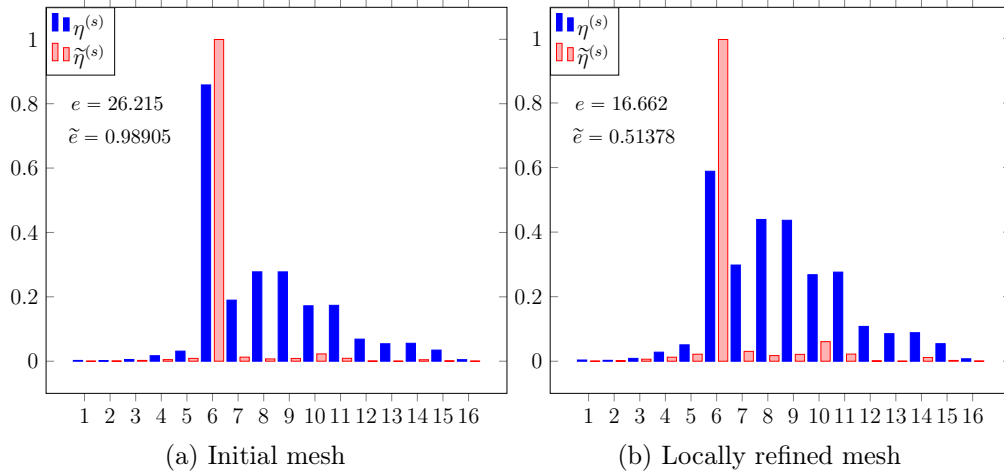 η^(s)
η̃^(s)
e = 26.215
ẽ = 0.98905
1
0.8
0.6
0.4
0.2
0
1 2 3 4 5 6 7 8 9 10 11 12 13 14 15 16
(a) Initial mesh
η^(s)
η̃^(s)
e = 16.662
ẽ = 0.51378
1
0.8
0.6
0.4
0.2
0
1 2 3 4 5 6 7 8 9 10 11 12 13 14 15 16
(b) Locally refined mesh